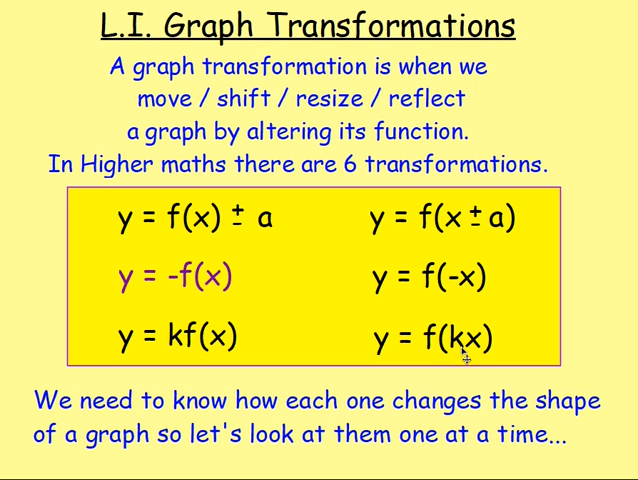 L.I. Graph Transformations
A graph transformation is when we
move / shift / resize / reflect
a graph by altering its function.
In Higher maths there are 6 transformations.
y = f(x) ± a
y = f(x ± a)
y = -f(x)
y = f(-x)
y = kf(x)
y = f(kx)
We need to know how each one changes the shape
of a graph so let's look at them one at a time...